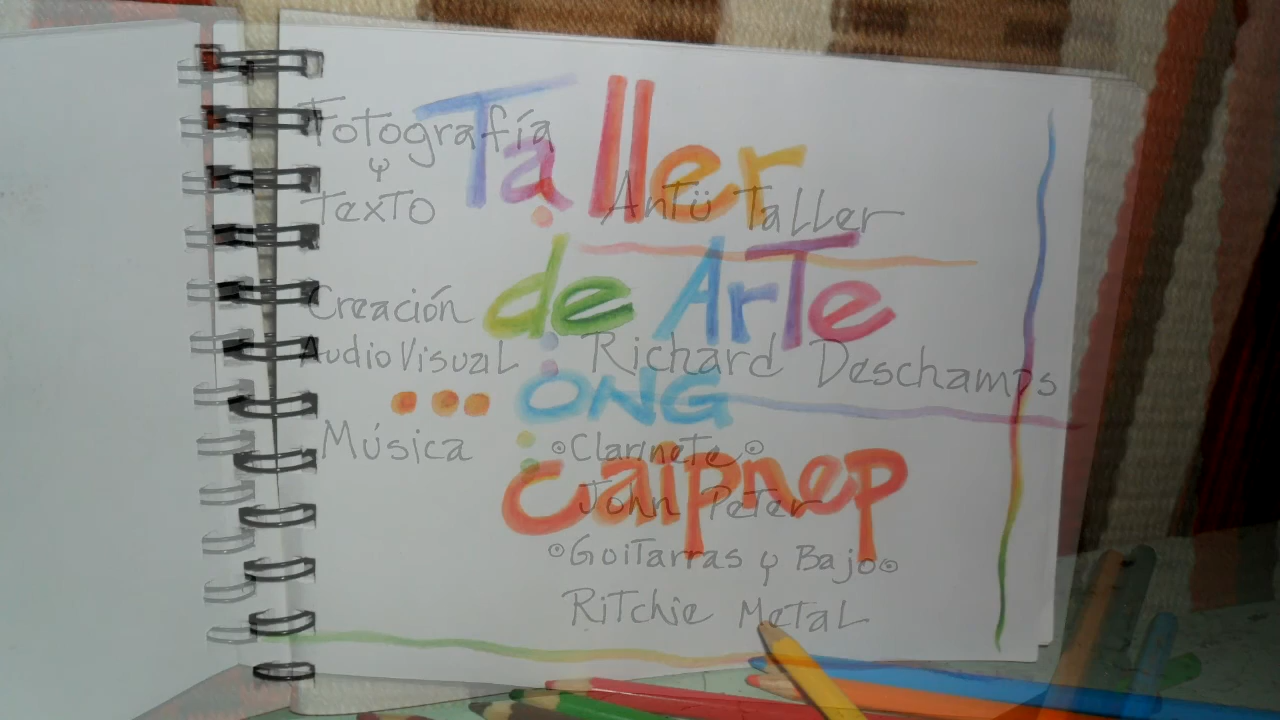 Taller
de Arte
ONG
caipnep
Fotografía
y
Texto
Antü Taller
Creación
AudioVisual
Richard Deschamps
Música
Clarinete
John Peter
Guitarras y Bajo
Ritchie Metal